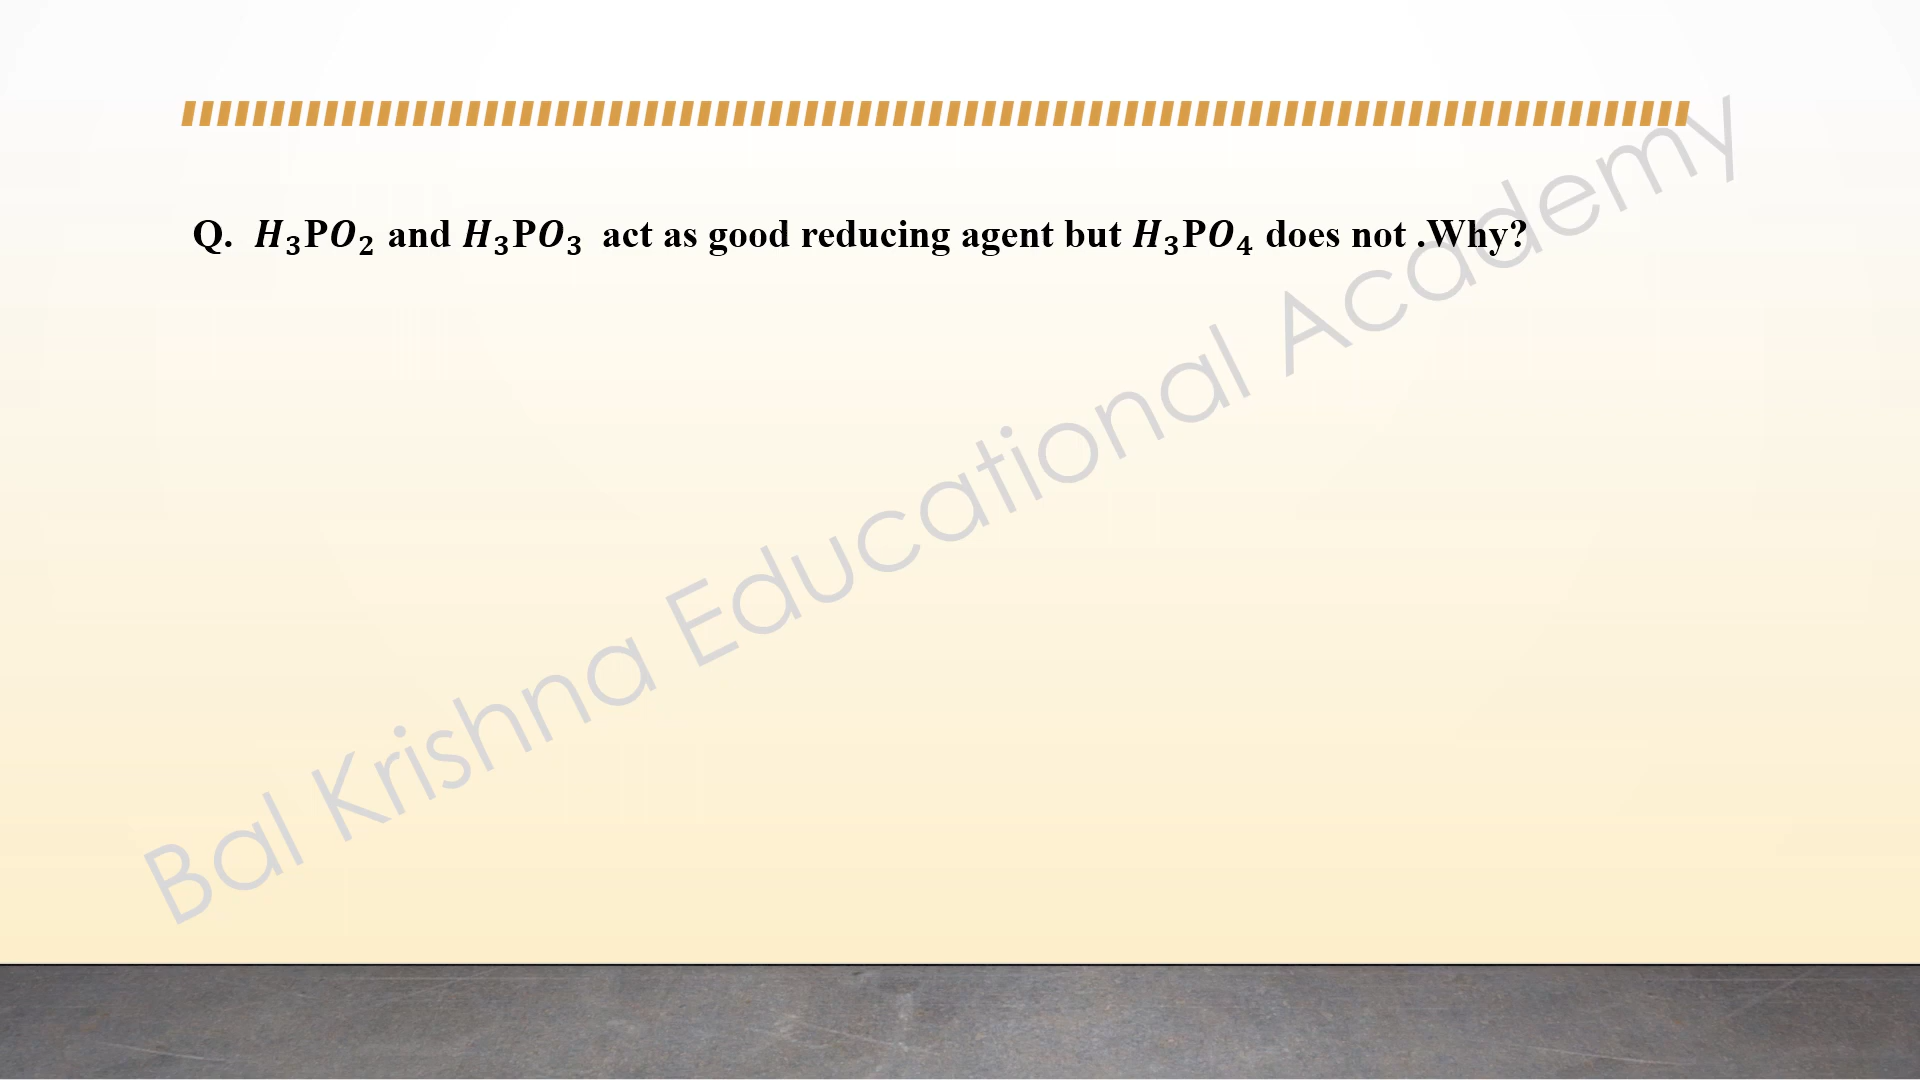 Q. H₃PO₂ and H₃PO₃ act as good reducing agent but H₃PO₄ does not .Why?
Bal Krishna Educational Academy